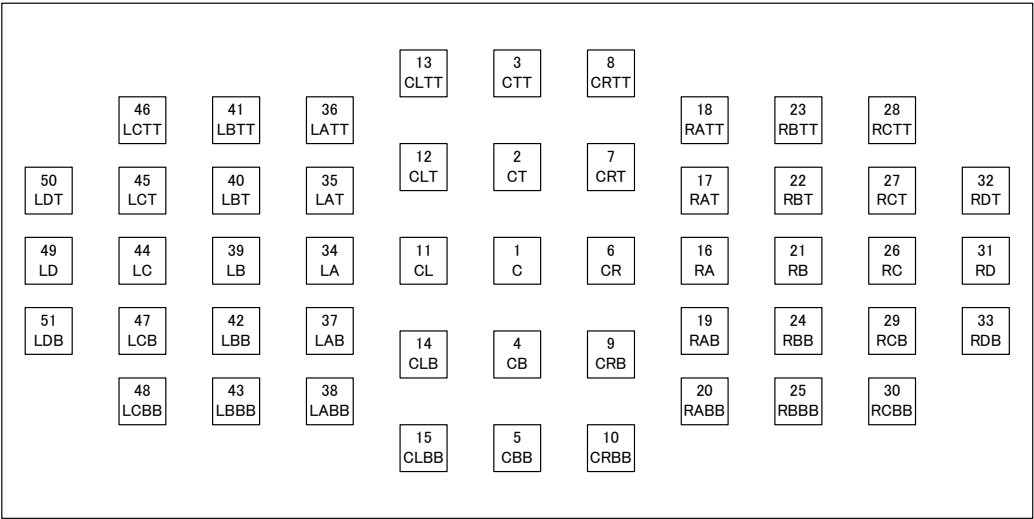 13 3 8
CLTT CTT CRTT
46 41 36 18 23 28
LCTT LBTT LATT RATT RBTT RCTT
12 2 7
CLT CT CRT
50 45 40 35 17 22 27 32
LDT LCT LBT LAT RAT RBT RCT RDT
49 44 39 34 11 1 6 16 21 26 31
LD LC LB LA CL C CR RA RB RC RD
51 47 42 37 19 24 29 33
LDB LCB LBB LAB RAB RBB RCB RDB
14 4 9
CLB CB CRB
48 43 38 20 25 30
LCBB LBBB LABB RABB RBBB RCBB
15 5 10
CLBB CBB CRBB